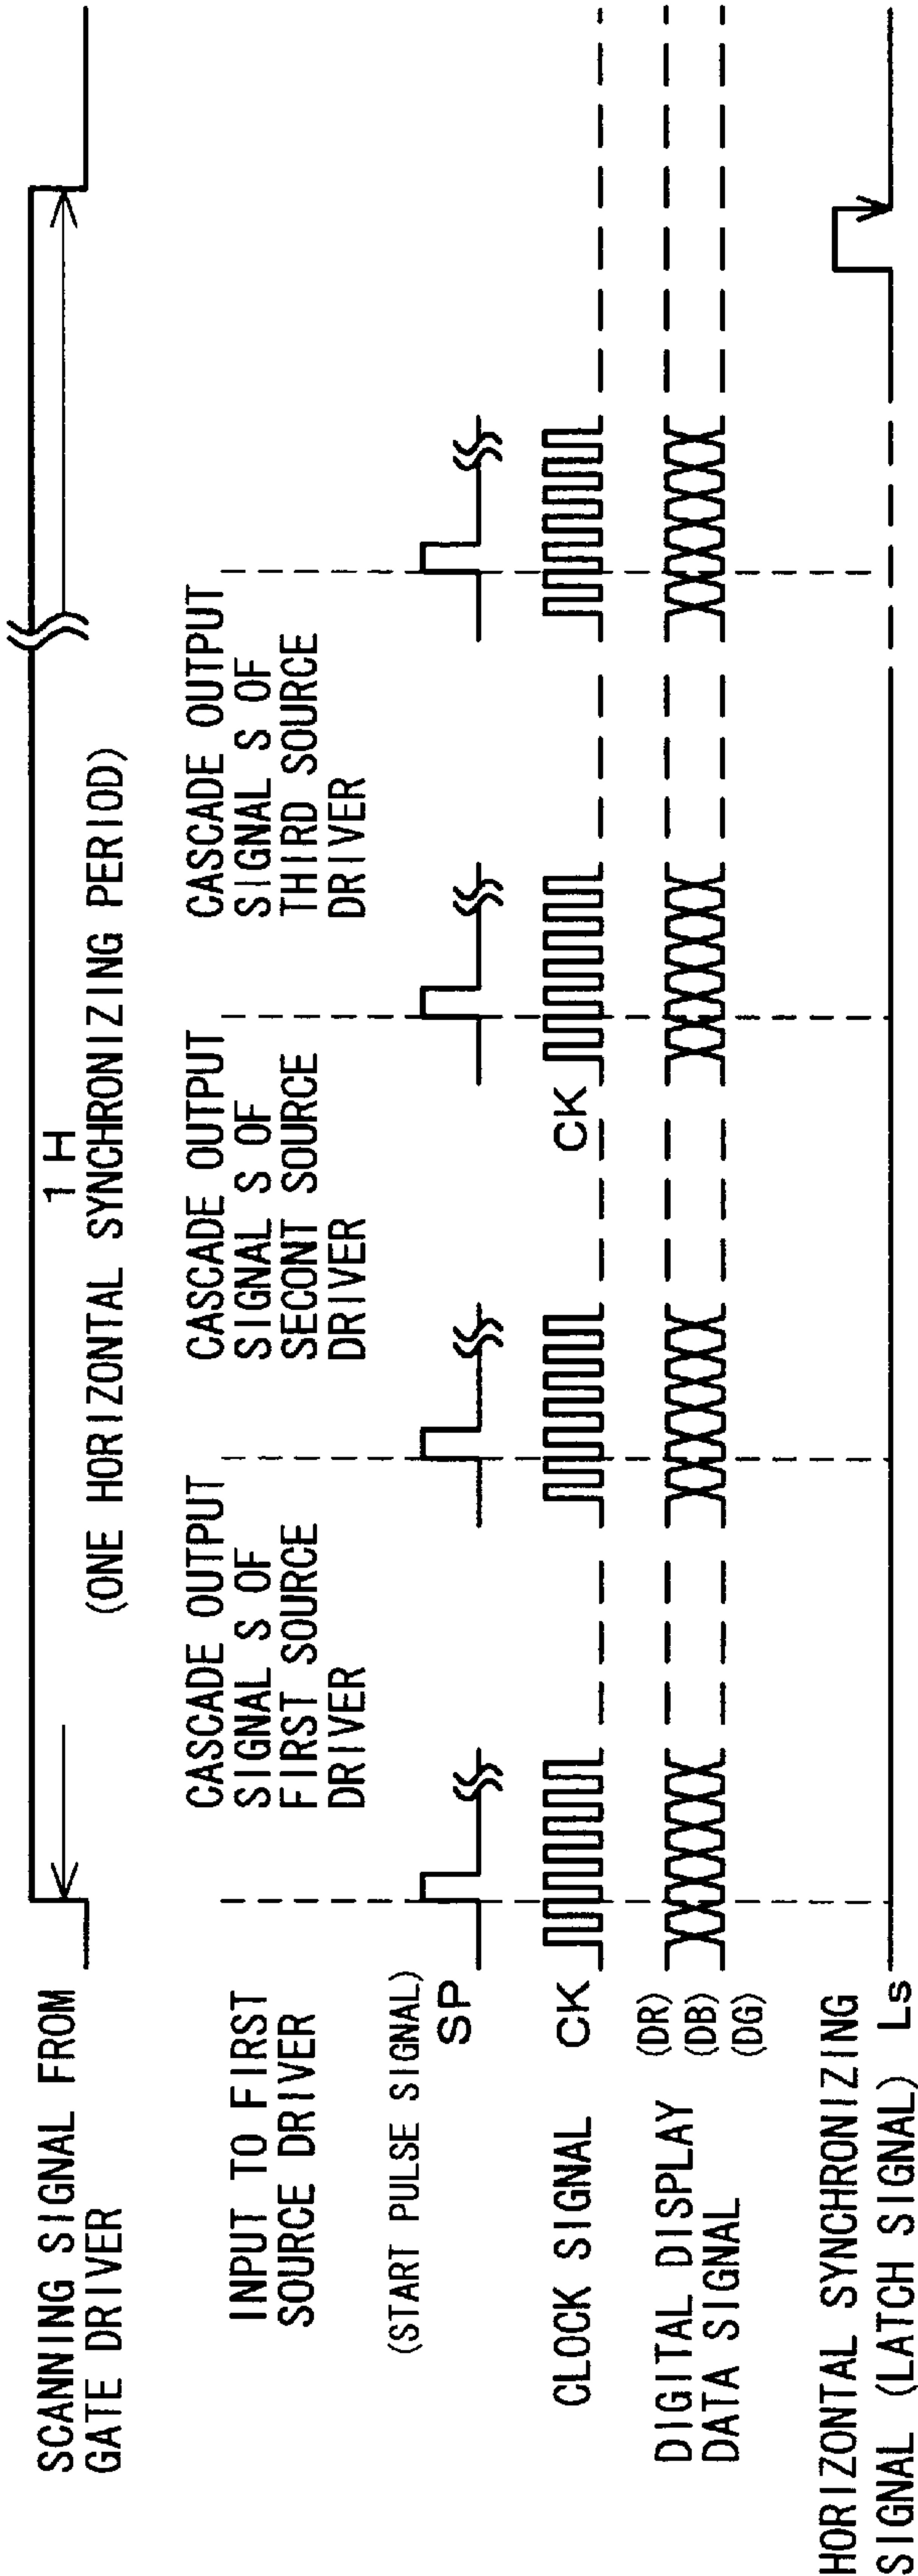 SCANNING SIGNAL FROM
GATE DRIVER
1H
(ONE HORIZONTAL SYNCHRONIZING PERIOD)
INPUT TO FIRST
SOURCE DRIVER
CASCADE OUTPUT
SIGNAL S OF
FIRST SOURCE
DRIVER
CASCADE OUTPUT
SIGNAL S OF
SECONT SOURCE
DRIVER
CASCADE OUTPUT
SIGNAL S OF
THIRD SOURCE
DRIVER
(START PULSE SIGNAL)
SP
CLOCK SIGNAL CK
CK
DIGITAL DISPLAY
DATA SIGNAL
(DR)
(DB)
(DG)
HORIZONTAL SYNCHRONIZING
SIGNAL (LATCH SIGNAL) Ls